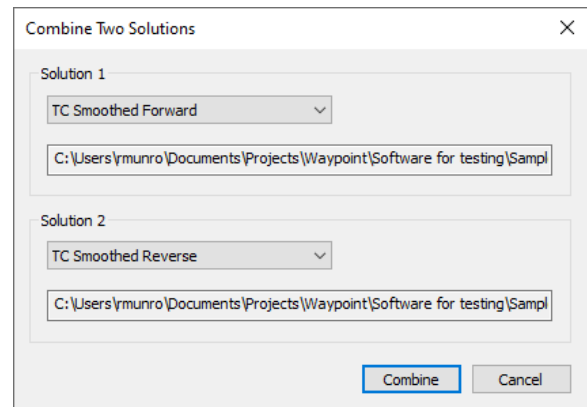 Combine Two Solutions
Solution 1
TC Smoothed Forward
C:\Users\rmunro\Documents\Projects\Waypoint\Software for testing\Sampl
Solution 2
TC Smoothed Reverse
C:\Users\rmunro\Documents\Projects\Waypoint\Software for testing\Sampl
Combine Cancel